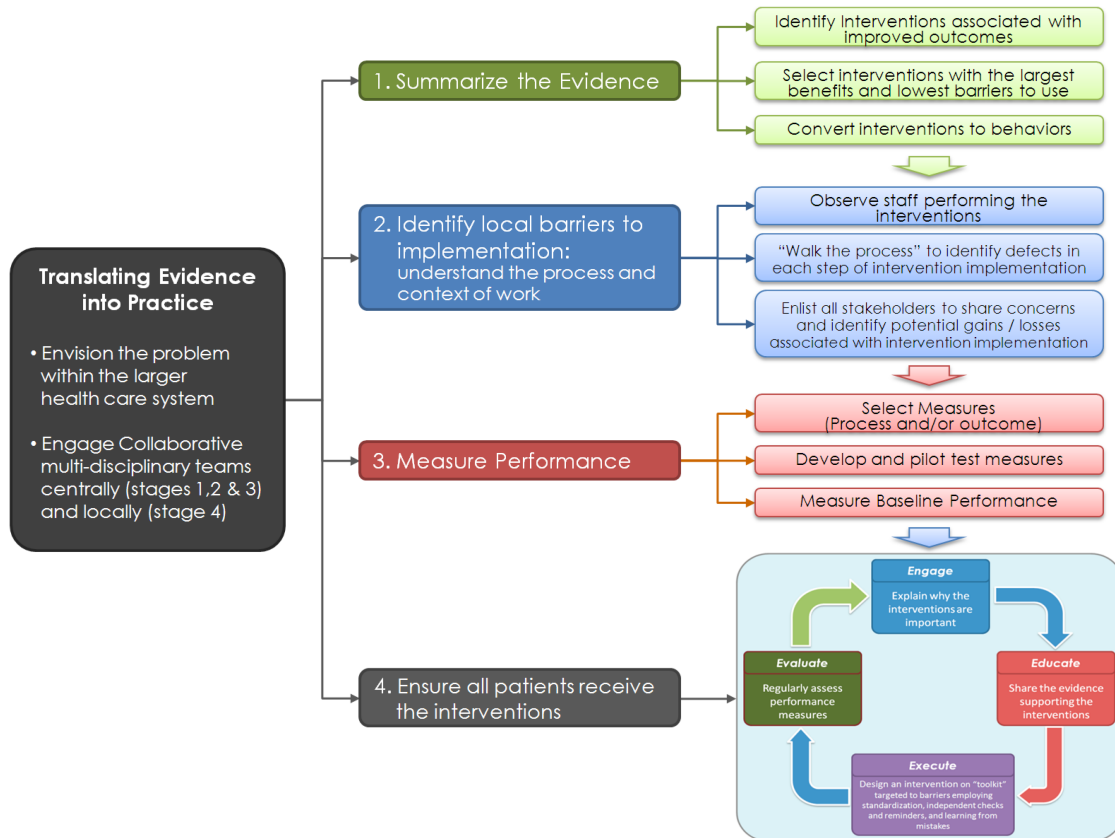 Translating Evidence
into Practice
• Envision the problem
within the larger
health care system
• Engage Collaborative
multi-disciplinary teams
centrally (stages 1,2 & 3)
and locally (stage 4)
1. Summarize the Evidence
Identify Interventions associated with
improved outcomes
Select interventions with the largest
benefits and lowest barriers to use
Convert interventions to behaviors
2. Identify local barriers to
implementation:
understand the process and
context of work
Observe staff performing the
interventions
“Walk the process” to identify defects in
each step of intervention implementation
Enlist all stakeholders to share concerns
and identify potential gains / losses
associated with intervention implementation
3. Measure Performance
Select Measures
(Process and/or outcome)
Develop and pilot test measures
Measure Baseline Performance
4. Ensure all patients receive
the interventions
Engage
Explain why the
interventions are
important
Educate
Share the evidence
supporting the
interventions
Execute
Design an intervention on “toolkit”
targeted to barriers employing
standardization, independent checks
and reminders, and learning from
mistakes
Evaluate
Regularly assess
performance
measures